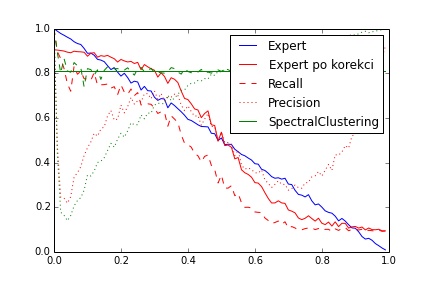 1.0
0.8
0.6
0.4
0.2
0.0
Expert
Expert po korekci
Recall
Precision
SpectralClustering
0.0 0.2 0.4 0.6 0.8 1.0